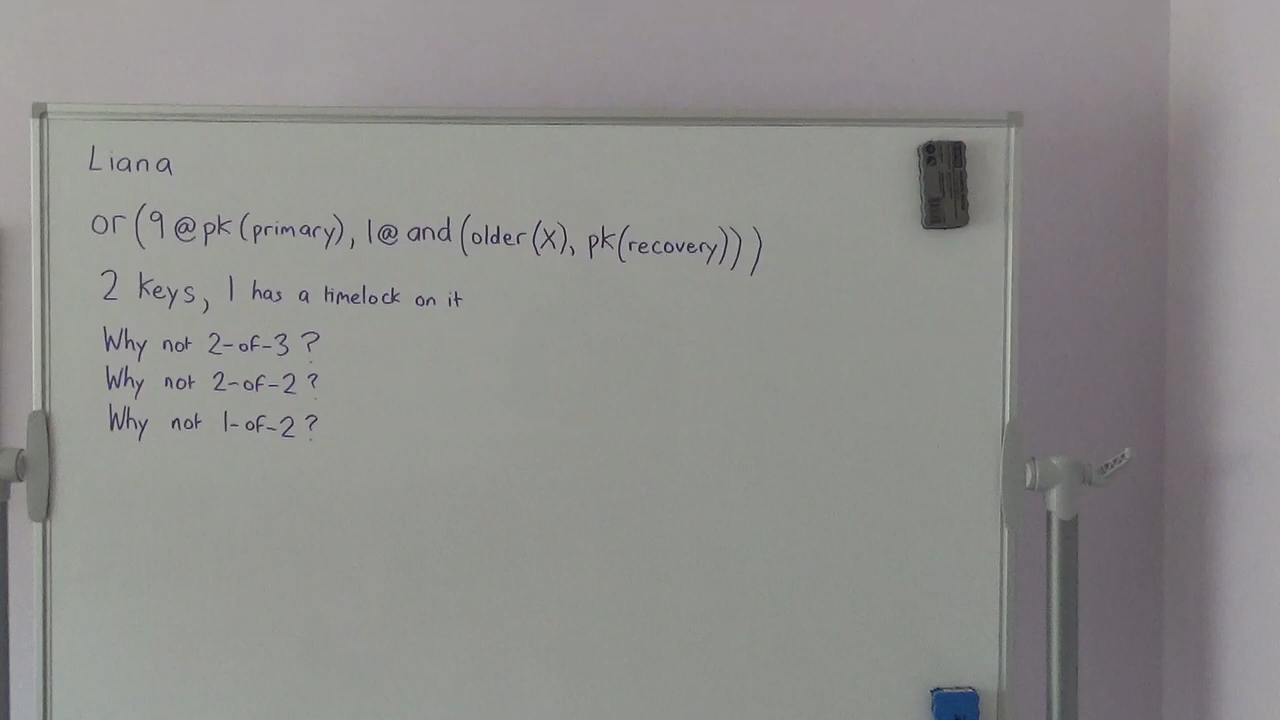 Liana
or (9@pk(primary), 1@ and (older(X), pk(recovery)))
2 keys, 1 has a timelock on it
Why not 2-of-3?
Why not 2-of-2?
Why not 1-of-2?